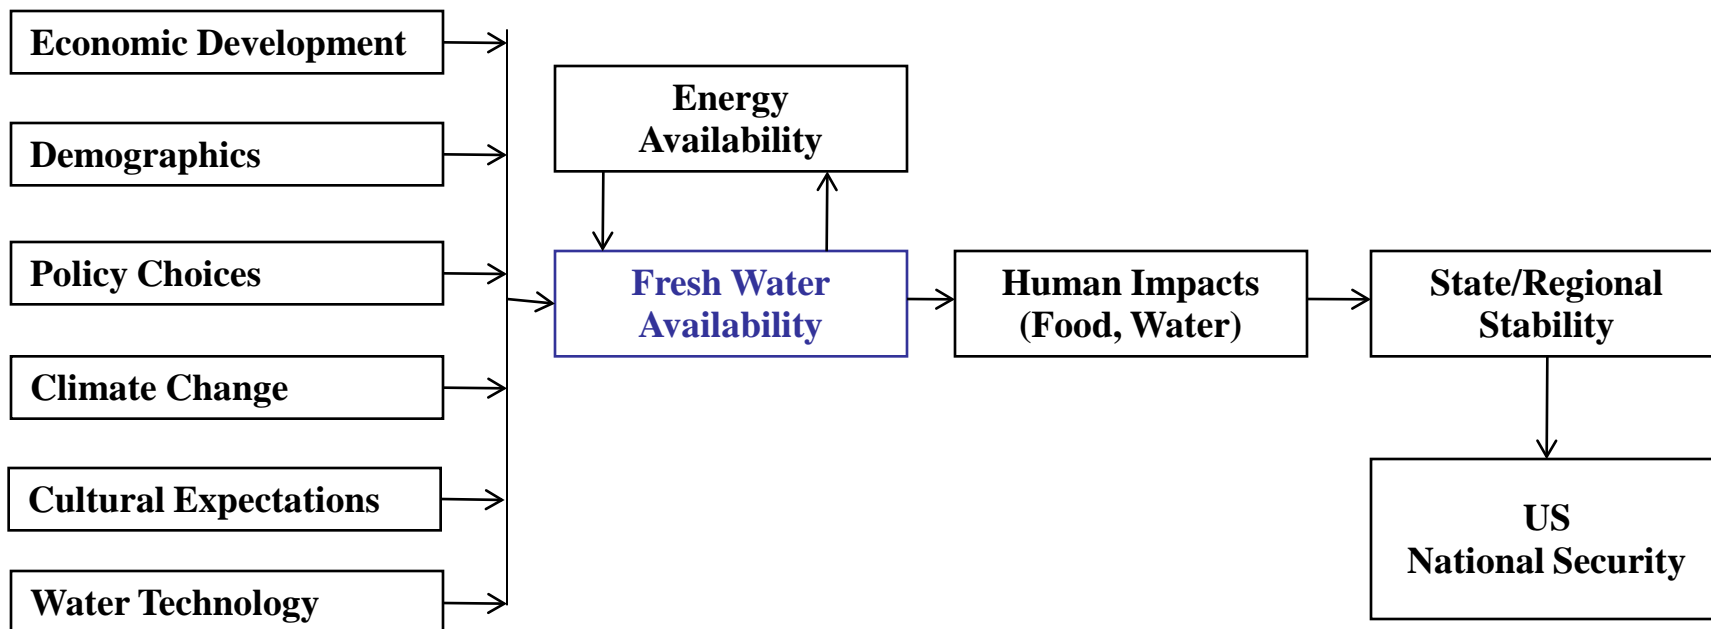 Economic Development
Demographics
Policy Choices
Climate Change
Cultural Expectations
Water Technology
Energy
Availability
Fresh Water
Availability
Human Impacts
(Food, Water)
State/Regional
Stability
US
National Security